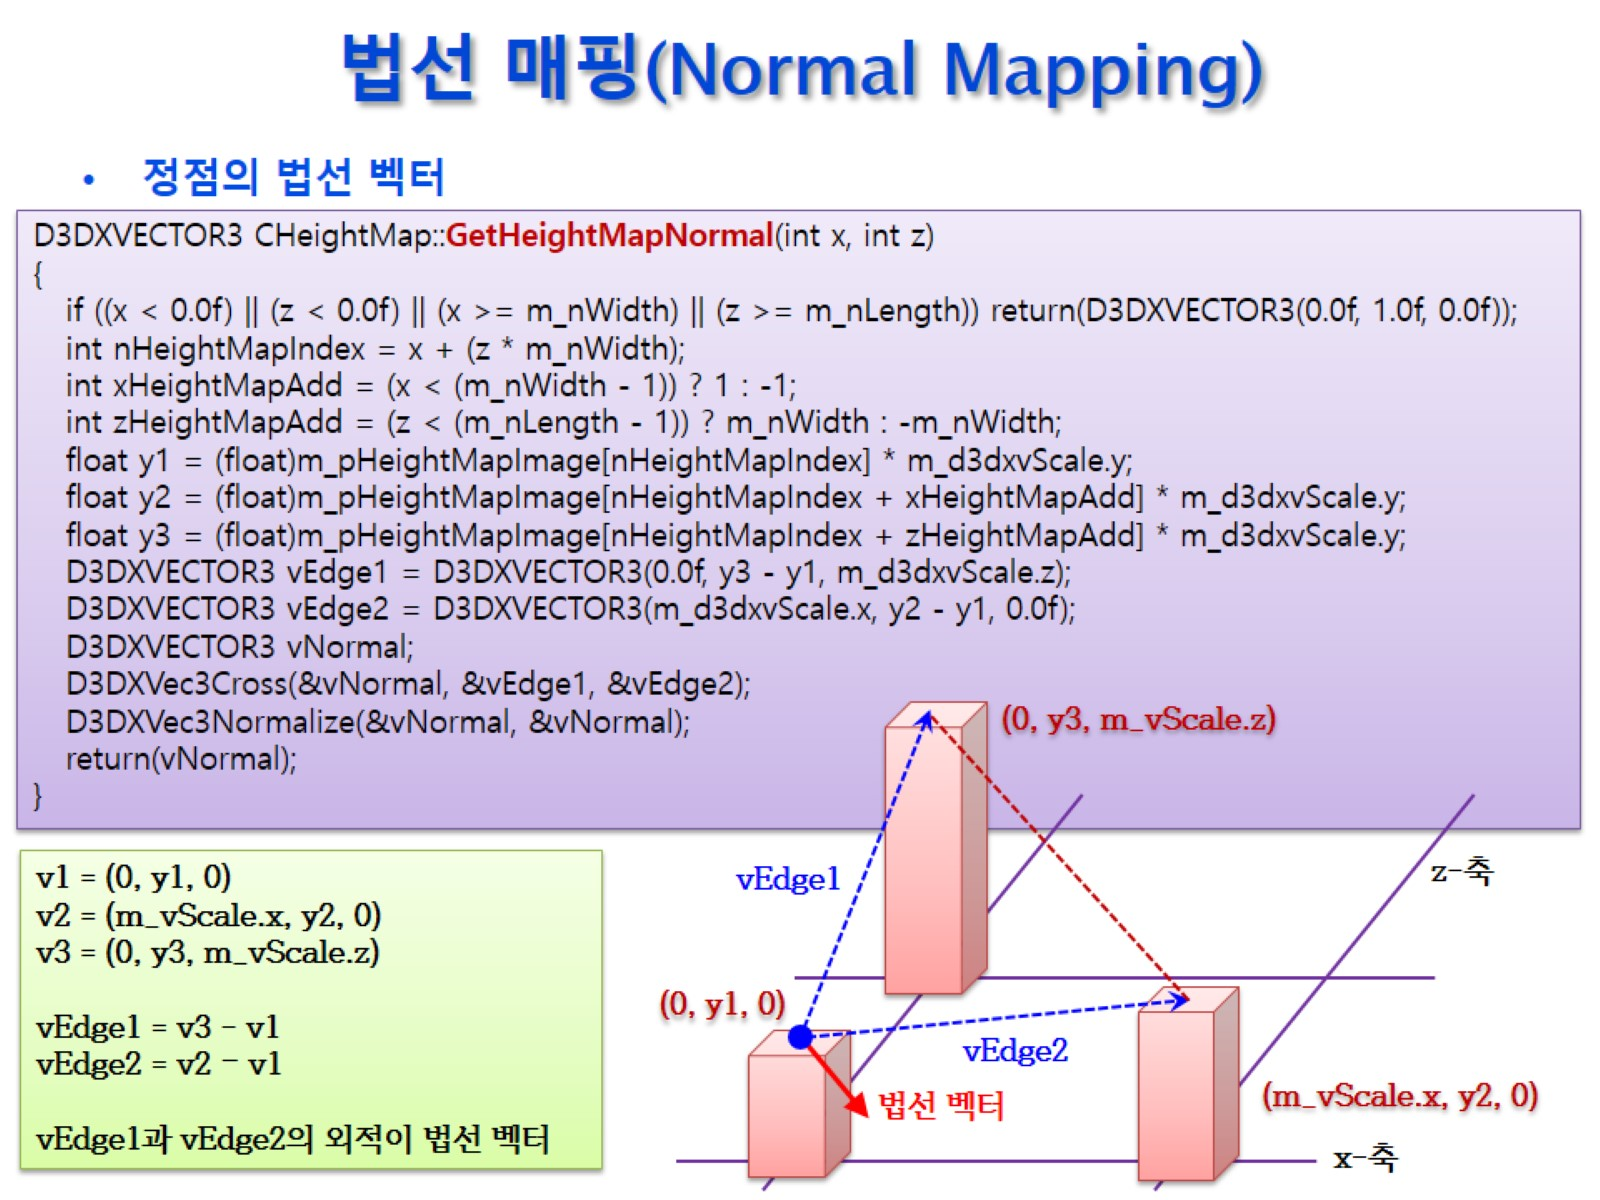 법선 매핑(Normal Mapping)
• 정점의 법선 벡터
D3DXVECTOR3 CHeightMap::GetHeightMapNormal(int x, int z)
{
if ((x < 0.0f) || (z < 0.0f) || (x >= m_nWidth) || (z >= m_nLength)) return(D3DXVECTOR3(0.0f, 1.0f, 0.0f));
int nHeightMapIndex = x + (z * m_nWidth);
int xHeightMapAdd = (x < (m_nWidth - 1)) ? 1 : -1;
int zHeightMapAdd = (z < (m_nLength - 1)) ? m_nWidth : -m_nWidth;
float y1 = (float)m_pHeightMapImage[nHeightMapIndex] * m_d3dxvScale.y;
float y2 = (float)m_pHeightMapImage[nHeightMapIndex + xHeightMapAdd] * m_d3dxvScale.y;
float y3 = (float)m_pHeightMapImage[nHeightMapIndex + zHeightMapAdd] * m_d3dxvScale.y;
D3DXVECTOR3 vEdge1 = D3DXVECTOR3(0.0f, y3 - y1, m_d3dxvScale.z);
D3DXVECTOR3 vEdge2 = D3DXVECTOR3(m_d3dxvScale.x, y2 - y1, 0.0f);
D3DXVECTOR3 vNormal;
D3DXVec3Cross(&vNormal, &vEdge1, &vEdge2);
D3DXVec3Normalize(&vNormal, &vNormal);
return(vNormal);
}
v1 = (0, y1, 0)
v2 = (m_vScale.x, y2, 0)
v3 = (0, y3, m_vScale.z)
vEdge1 = v3 - v1
vEdge2 = v2 - v1
vEdge1과 vEdge2의 외적이 법선 벡터
(0, y3, m_vScale.z)
vEdge1
z-축
(0, y1, 0)
vEdge2
법선 벡터
(m_vScale.x, y2, 0)
x-축